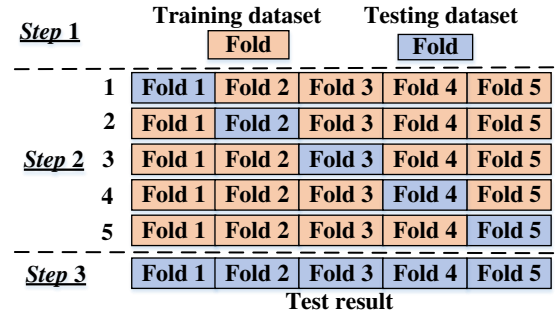 Training dataset Testing dataset
Step 1
Fold Fold
1 Fold 1 Fold 2 Fold 3 Fold 4 Fold 5
2 Fold 1 Fold 2 Fold 3 Fold 4 Fold 5
Step 2 3 Fold 1 Fold 2 Fold 3 Fold 4 Fold 5
4 Fold 1 Fold 2 Fold 3 Fold 4 Fold 5
5 Fold 1 Fold 2 Fold 3 Fold 4 Fold 5
Step 3 Fold 1 Fold 2 Fold 3 Fold 4 Fold 5
Test result